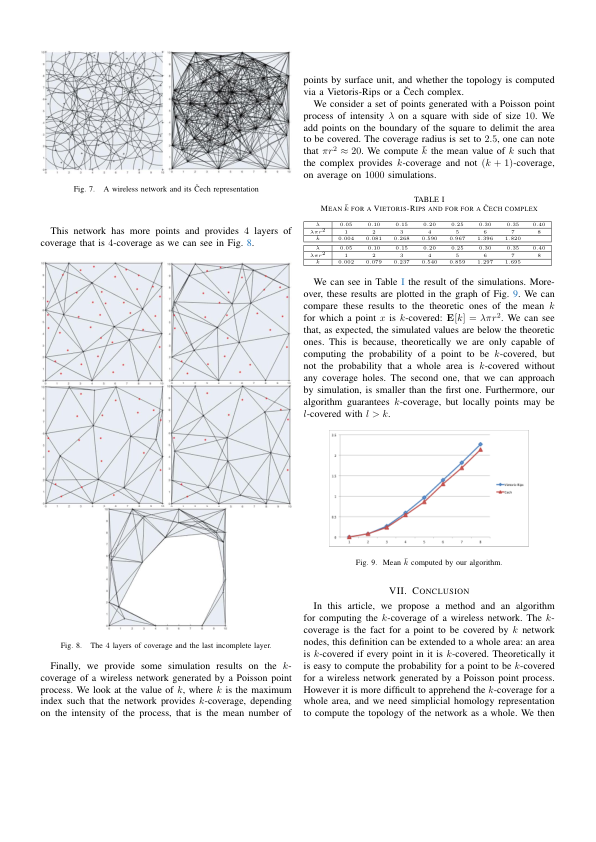 Fig. 7. A wireless network and its Čech representation
This network has more points and provides 4 layers of
coverage that is 4-coverage as we can see in Fig. 8.
Fig. 8. The 4 layers of coverage and the last incomplete layer.
Finally, we provide some simulation results on the k-
coverage of a wireless network generated by a Poisson point
process. We look at the value of k, where k is the maximum
index such that the network provides k-coverage, depending
on the intensity of the process, that is the mean number of
points by surface unit, and whether the topology is computed
via a Vietoris-Rips or a Čech complex.
We consider a set of points generated with a Poisson point
process of intensity λ on a square with side of size 10. We
add points on the boundary of the square to delimit the area
to be covered. The coverage radius is set to 2.5, one can note
that πr² ≈ 20. We compute k̄ the mean value of k such that
the complex provides k-coverage and not (k + 1)-coverage,
on average on 1000 simulations.
TABLE I
MEAN k̄ FOR A VIETORIS-RIPS AND FOR FOR A ČECH COMPLEX
λ 0.05 0.10 0.15 0.20 0.25 0.30 0.35 0.40
λπr² 1 2 3 4 5 6 7 8
k̄ 0.004 0.081 0.268 0.590 0.967 1.396 1.820
λ 0.05 0.10 0.15 0.20 0.25 0.30 0.35 0.40
λπr² 1 2 3 4 5 6 7 8
k̄ 0.002 0.079 0.237 0.540 0.859 1.297 1.695
We can see in Table I the result of the simulations. More-
over, these results are plotted in the graph of Fig. 9. We can
compare these results to the theoretic ones of the mean k
for which a point x is k-covered: E[k] = λπr². We can see
that, as expected, the simulated values are below the theoretic
ones. This is because, theoretically we are only capable of
computing the probability of a point to be k-covered, but
not the probability that a whole area is k-covered without
any coverage holes. The second one, that we can approach
by simulation, is smaller than the first one. Furthermore, our
algorithm guarantees k-coverage, but locally points may be
l-covered with l > k.
Vietoris-Rips
Čech
1 2 3 4 5 6 7 8
Fig. 9. Mean k̄ computed by our algorithm.
VII. CONCLUSION
In this article, we propose a method and an algorithm
for computing the k-coverage of a wireless network. The k-
coverage is the fact for a point to be covered by k network
nodes, this definition can be extended to a whole area: an area
is k-covered if every point in it is k-covered. Theoretically it
is easy to compute the probability for a point to be k-covered
for a wireless network generated by a Poisson point process.
However it is more difficult to apprehend the k-coverage for a
whole area, and we need simplicial homology representation
to compute the topology of the network as a whole. We then